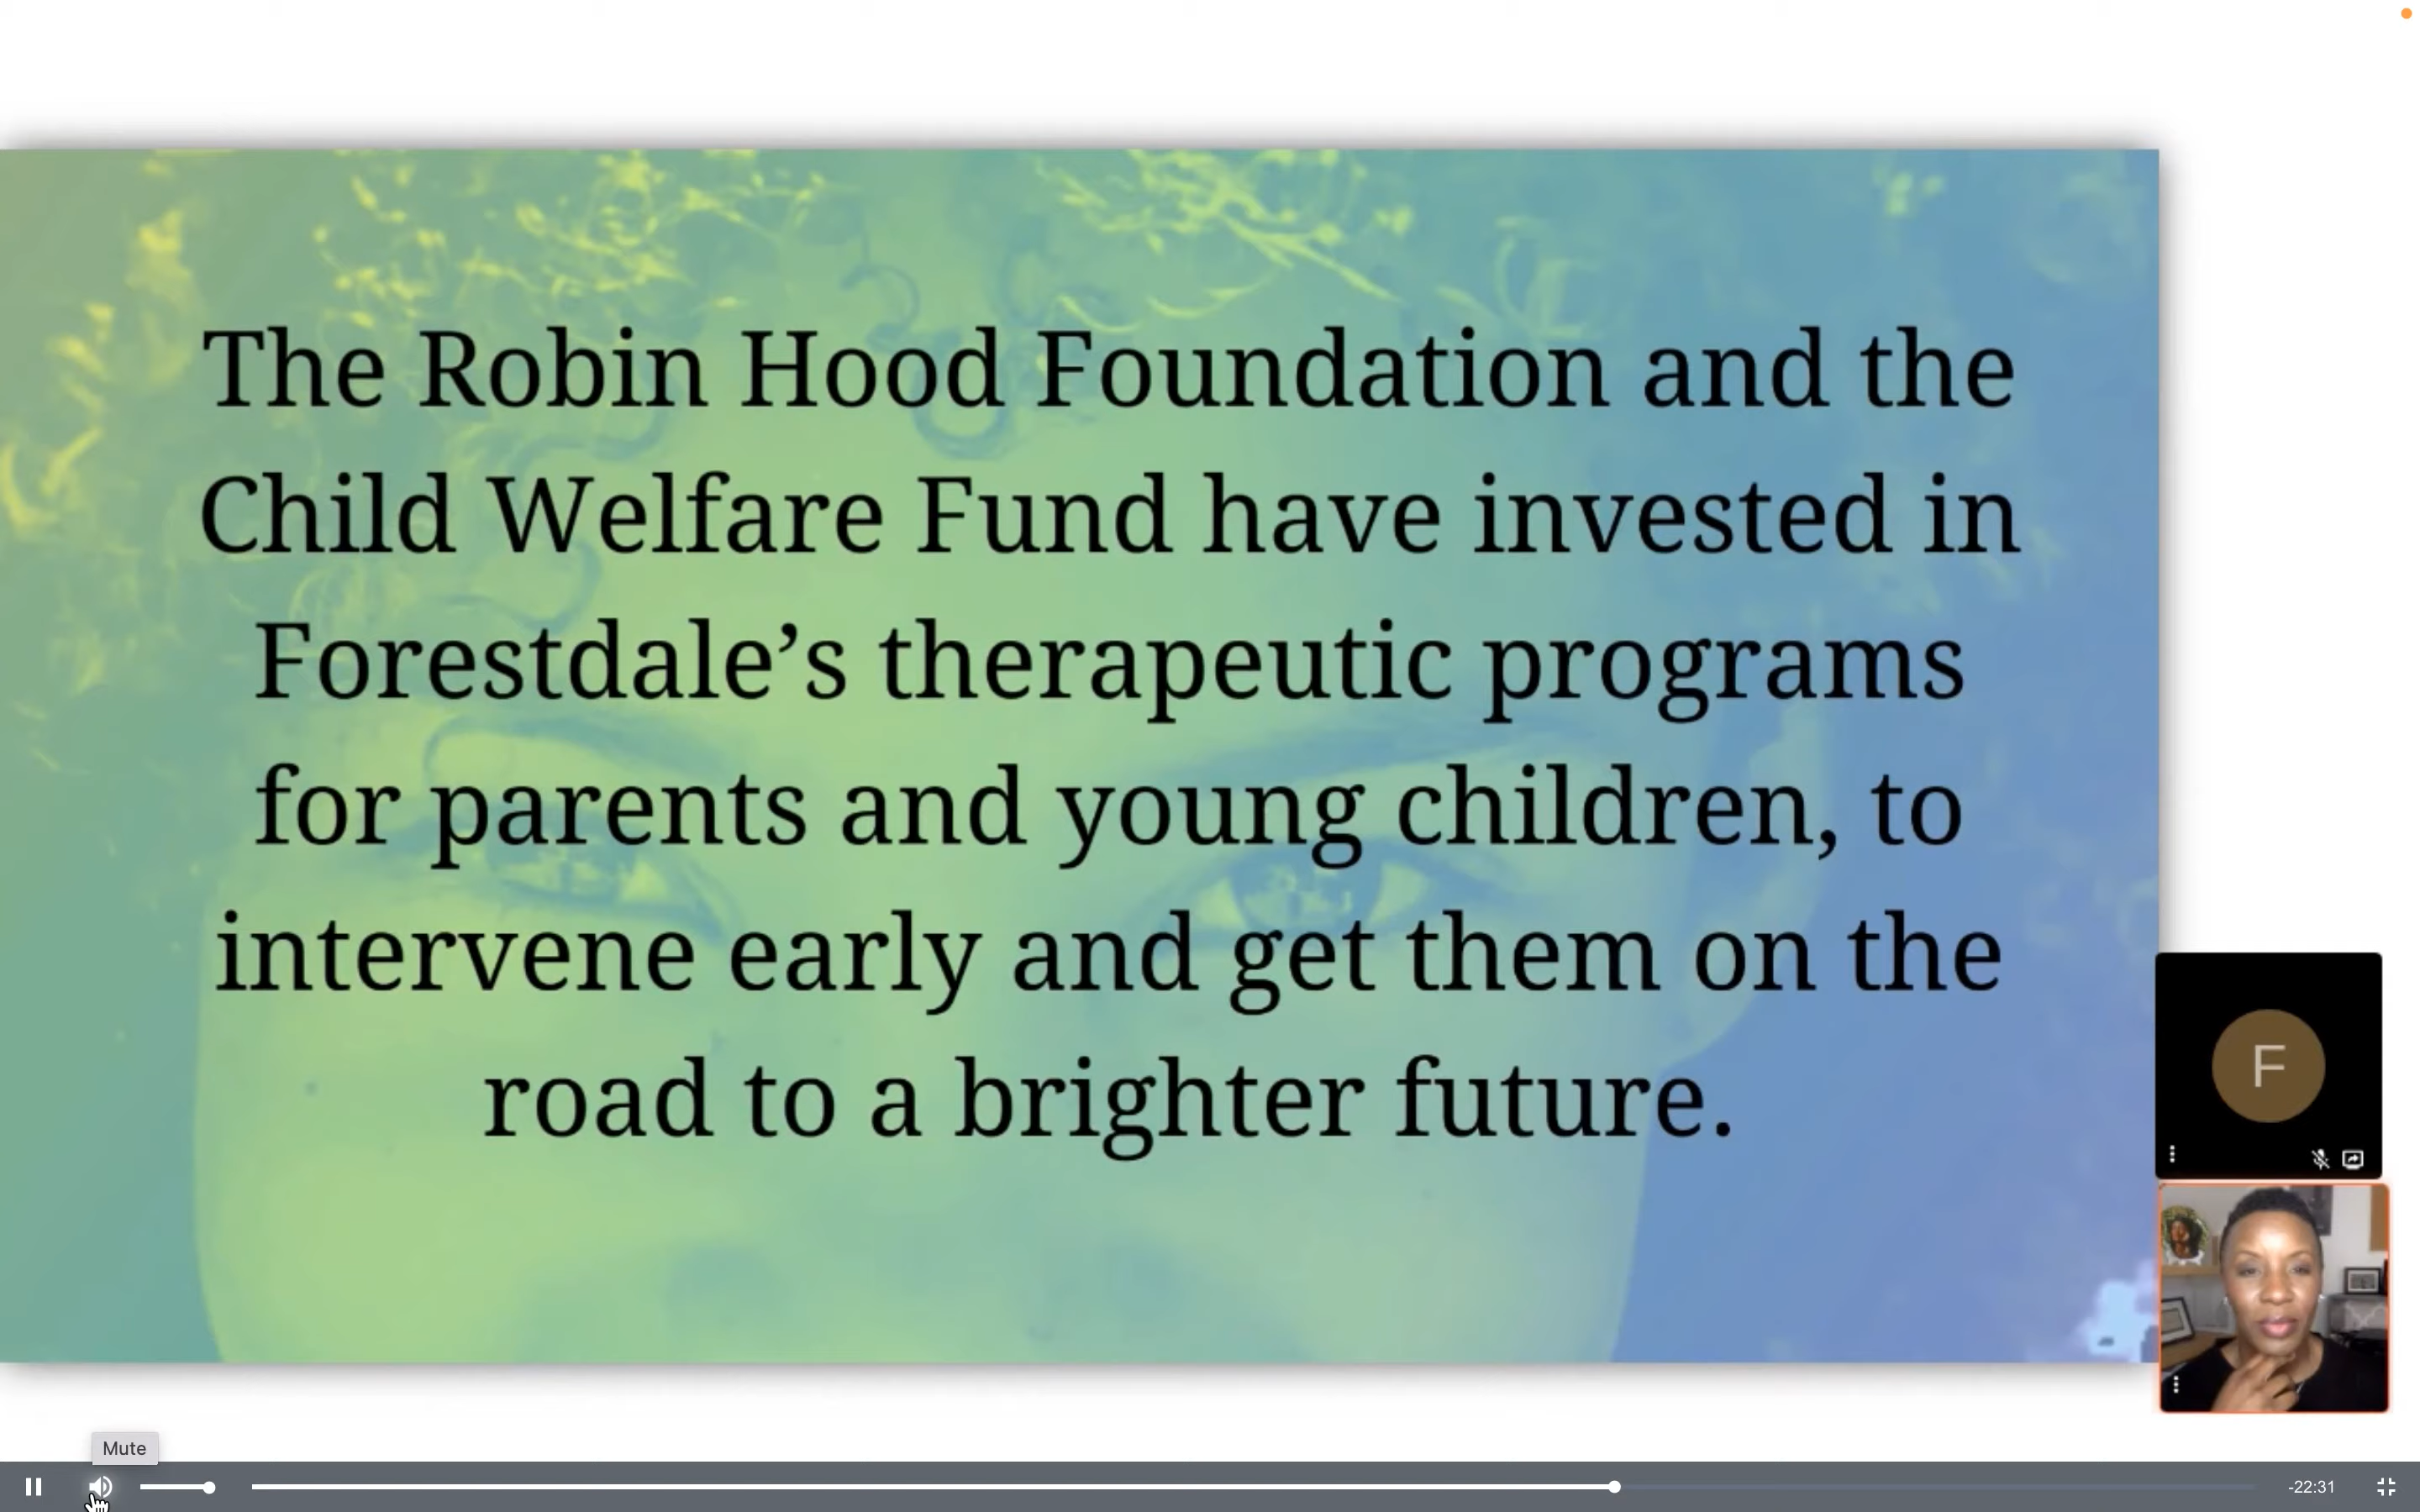 The Robin Hood Foundation and the
Child Welfare Fund have invested in
Forestdale’s therapeutic programs
for parents and young children, to
intervene early and get them on the
road to a brighter future.
F
Mute
-22:31